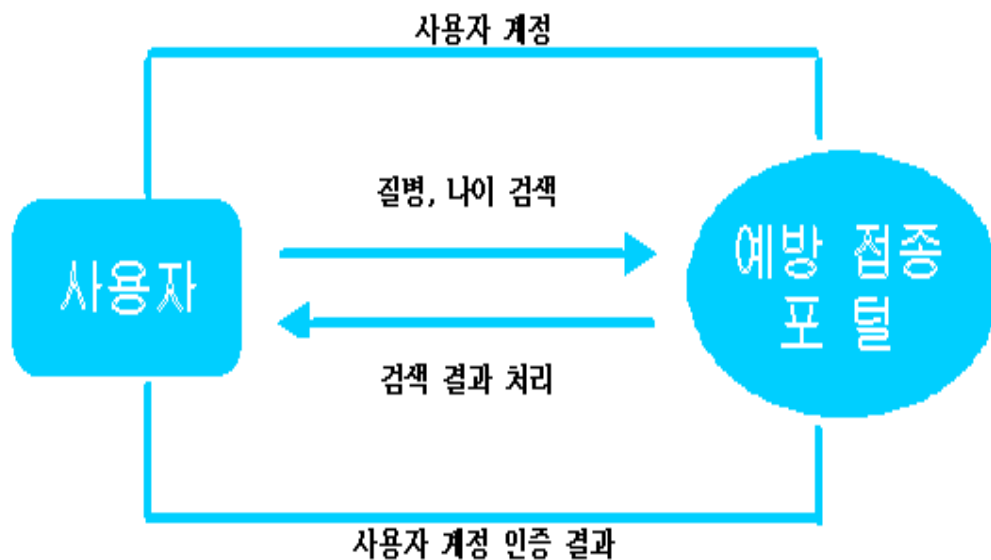 사용자 계정
질병, 나이 검색
사용자
예방 접종
포 털
검색 결과 처리
사용자 계정 인증 결과